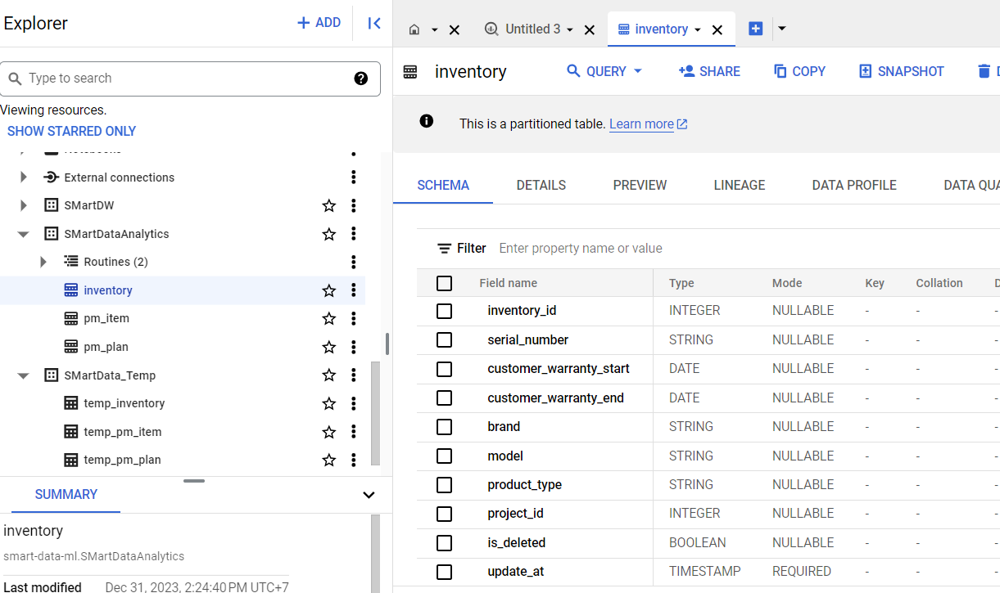 Explorer
+ ADD
Type to search
Viewing resources.
SHOW STARRED ONLY
External connections
SMartDW
SMartDataAnalytics
Routines (2)
inventory
pm_item
pm_plan
SMartData_Temp
temp_inventory
temp_pm_item
temp_pm_plan
SUMMARY
inventory
smart-data-ml.SMartDataAnalytics
Last modified Dec 31, 2023, 2:24:40 PM UTC+7
Untitled 3 inventory
inventory QUERY SHARE COPY SNAPSHOT D
This is a partitioned table. Learn more
SCHEMA DETAILS PREVIEW LINEAGE DATA PROFILE DATA QUA
Filter Enter property name or value
Field name Type Mode Key Collation D
inventory_id INTEGER NULLABLE - - -
serial_number STRING NULLABLE - - -
customer_warranty_start DATE NULLABLE - - -
customer_warranty_end DATE NULLABLE - - -
brand STRING NULLABLE - - -
model STRING NULLABLE - - -
product_type STRING NULLABLE - - -
project_id INTEGER NULLABLE - - -
is_deleted BOOLEAN NULLABLE - - -
update_at TIMESTAMP REQUIRED - - -